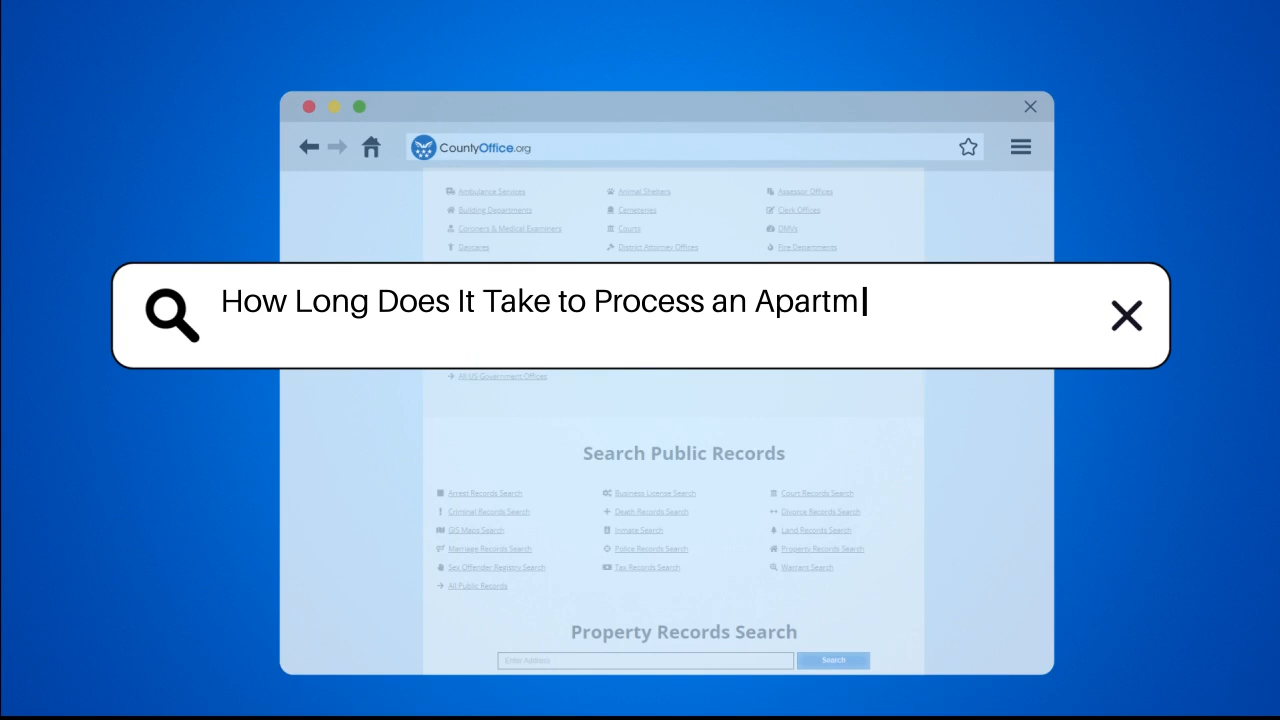 CountyOffice.org
Ambulance Services Animal Shelters Assessor Offices
Building Departments Cemeteries Clerk Offices
Coroners & Medical Examiners Courts DMVs
Daycares District Attorney Offices Fire Departments
How Long Does It Take to Process an Apartm
All US Government Offices
Search Public Records
Arrest Records Search Business License Search Court Records Search
Criminal Records Search Death Records Search Divorce Records Search
GIS Maps Search Inmate Search Land Records Search
Marriage Records Search Police Records Search Property Records Search
Sex Offender Registry Search Tax Records Search Warrant Search
All Public Records
Property Records Search
Enter Address Search